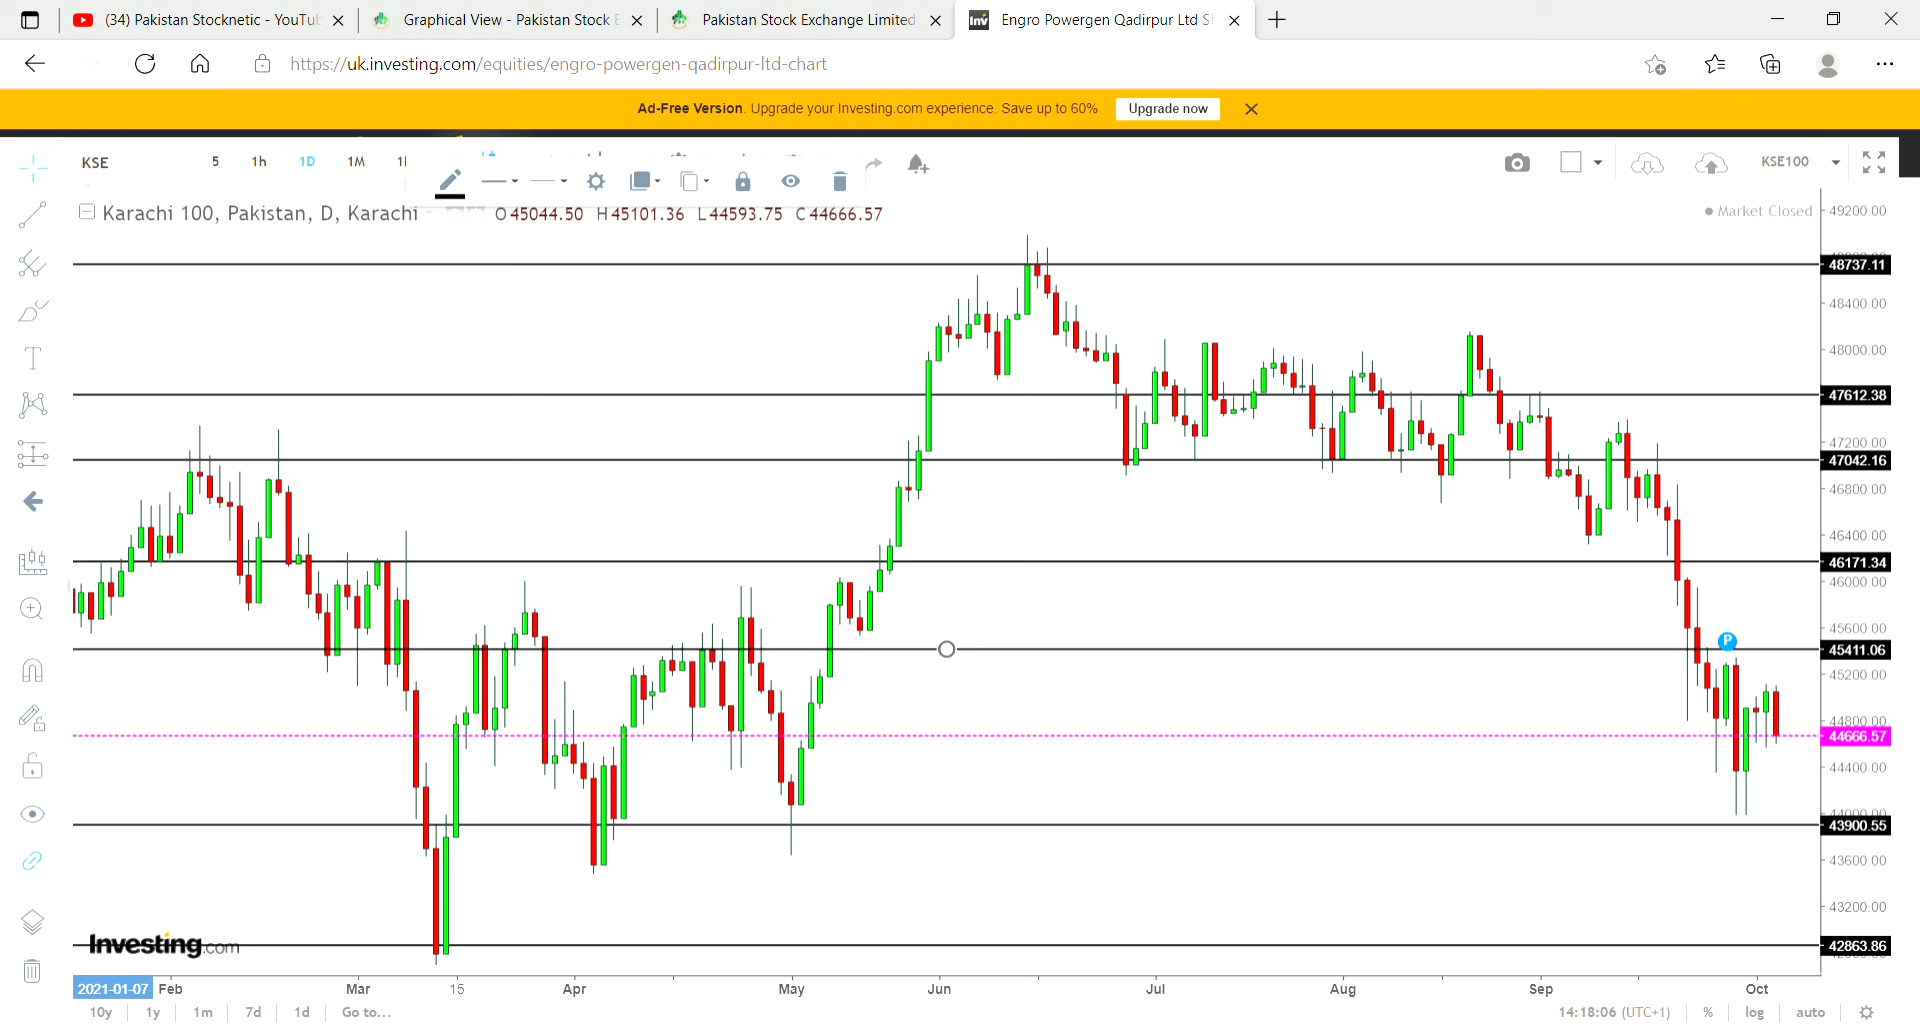 (34) Pakistan Stocknetic - YouTu
Graphical View - Pakistan Stock E
Pakistan Stock Exchange Limited
Inv
Engro Powergen Qadirpur Ltd S
https://uk.investing.com/equities/engro-powergen-qadirpur-ltd-chart
Ad-Free Version. Upgrade your Investing.com experience. Save up to 60%
Upgrade now
KSE 5 1h 1D 1M
KSE100
Karachi 100, Pakistan, D, Karachi O 45044.50 H 45101.36 L 44593.75 C 44666.57
Market Closed
49200.00
48737.11
48400.00
48000.00
47612.38
47200.00
47042.16
46800.00
46400.00
46171.34
46000.00
45600.00
P
45411.06
45200.00
44800.00
44666.57
44400.00
44000.00
43900.55
43600.00
43200.00
Investing.com
42863.86
2021-01-07 Feb Mar 15 Apr May Jun Jul Aug Sep Oct
10y 1y 1m 7d 1d Go to...
14:18:06 (UTC+1) % log auto